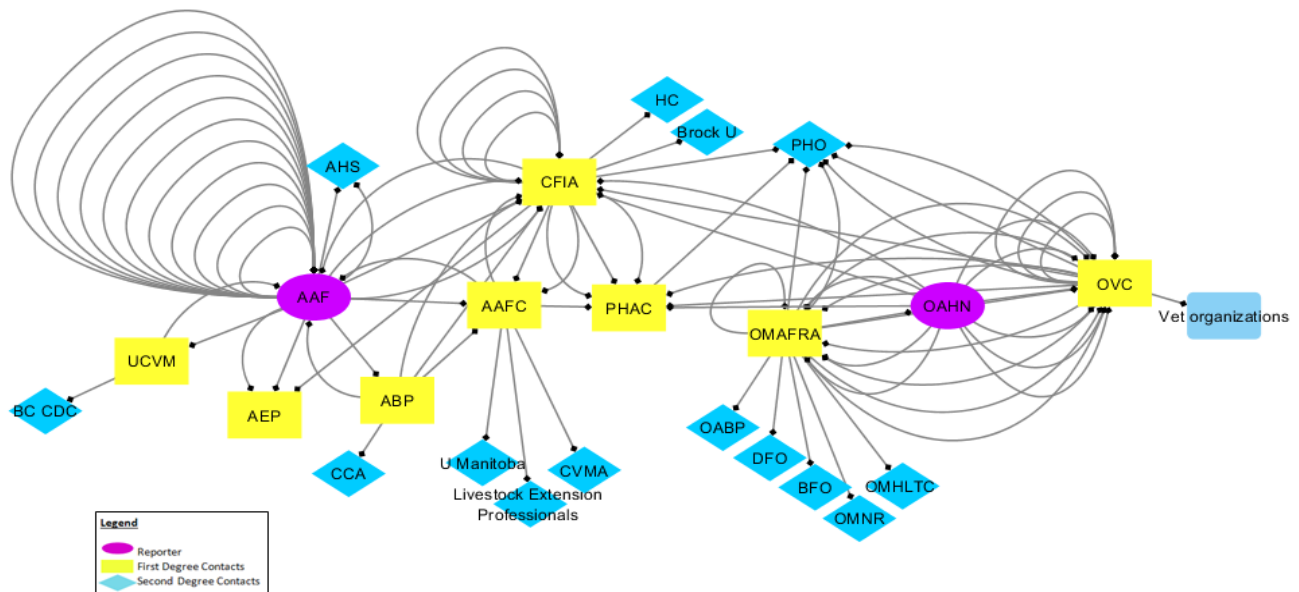 HC
Brock U
PHO
AHS
CFIA
AAF
AAFC
PHAC
OMAFRA
OAHN
OVC
Vet organizations
UCVM
BC CDC
AEP
ABP
CCA
U Manitoba
CVMA
Livestock Extension
Professionals
OABP
DFO
BFO
OMHLTC
OMNR
Legend
Reporter
First Degree Contacts
Second Degree Contacts